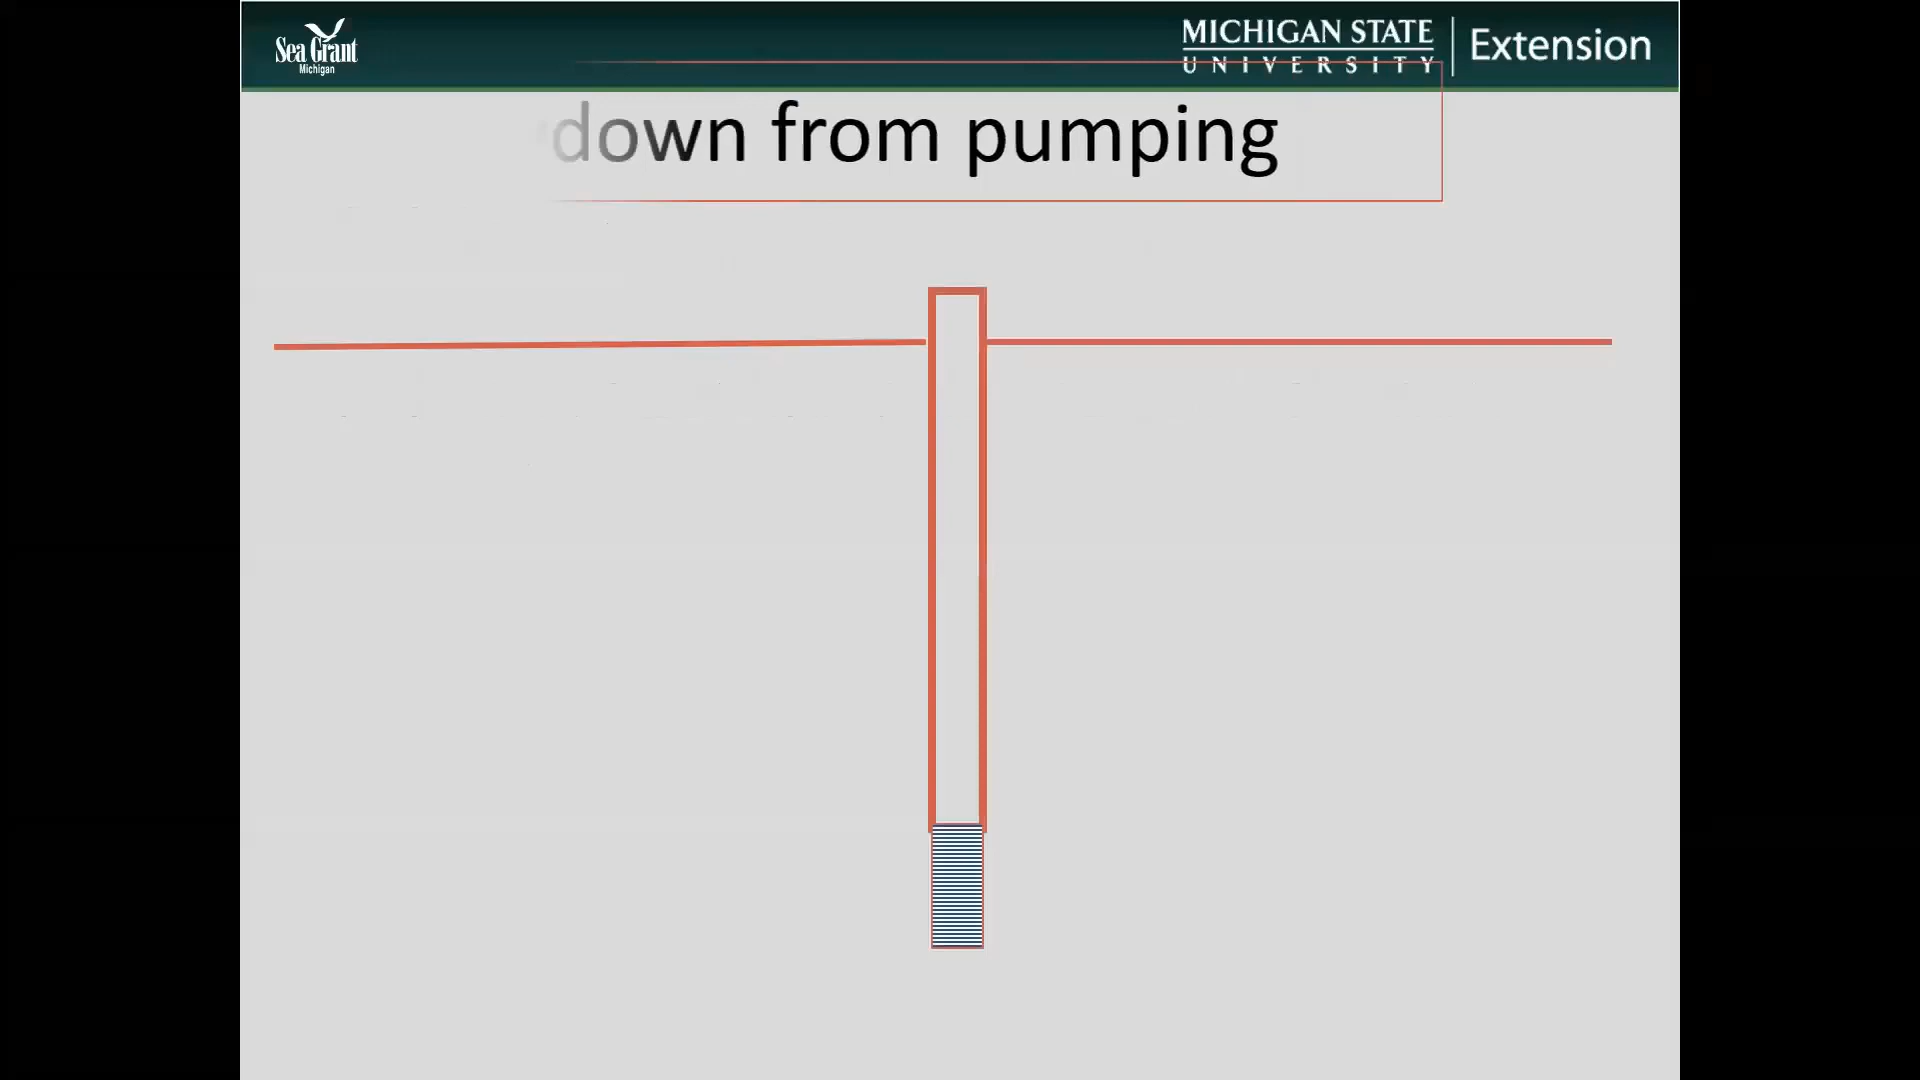 Sea Grant
Michigan
MICHIGAN STATE
UNIVERSITY
Extension
down from pumping